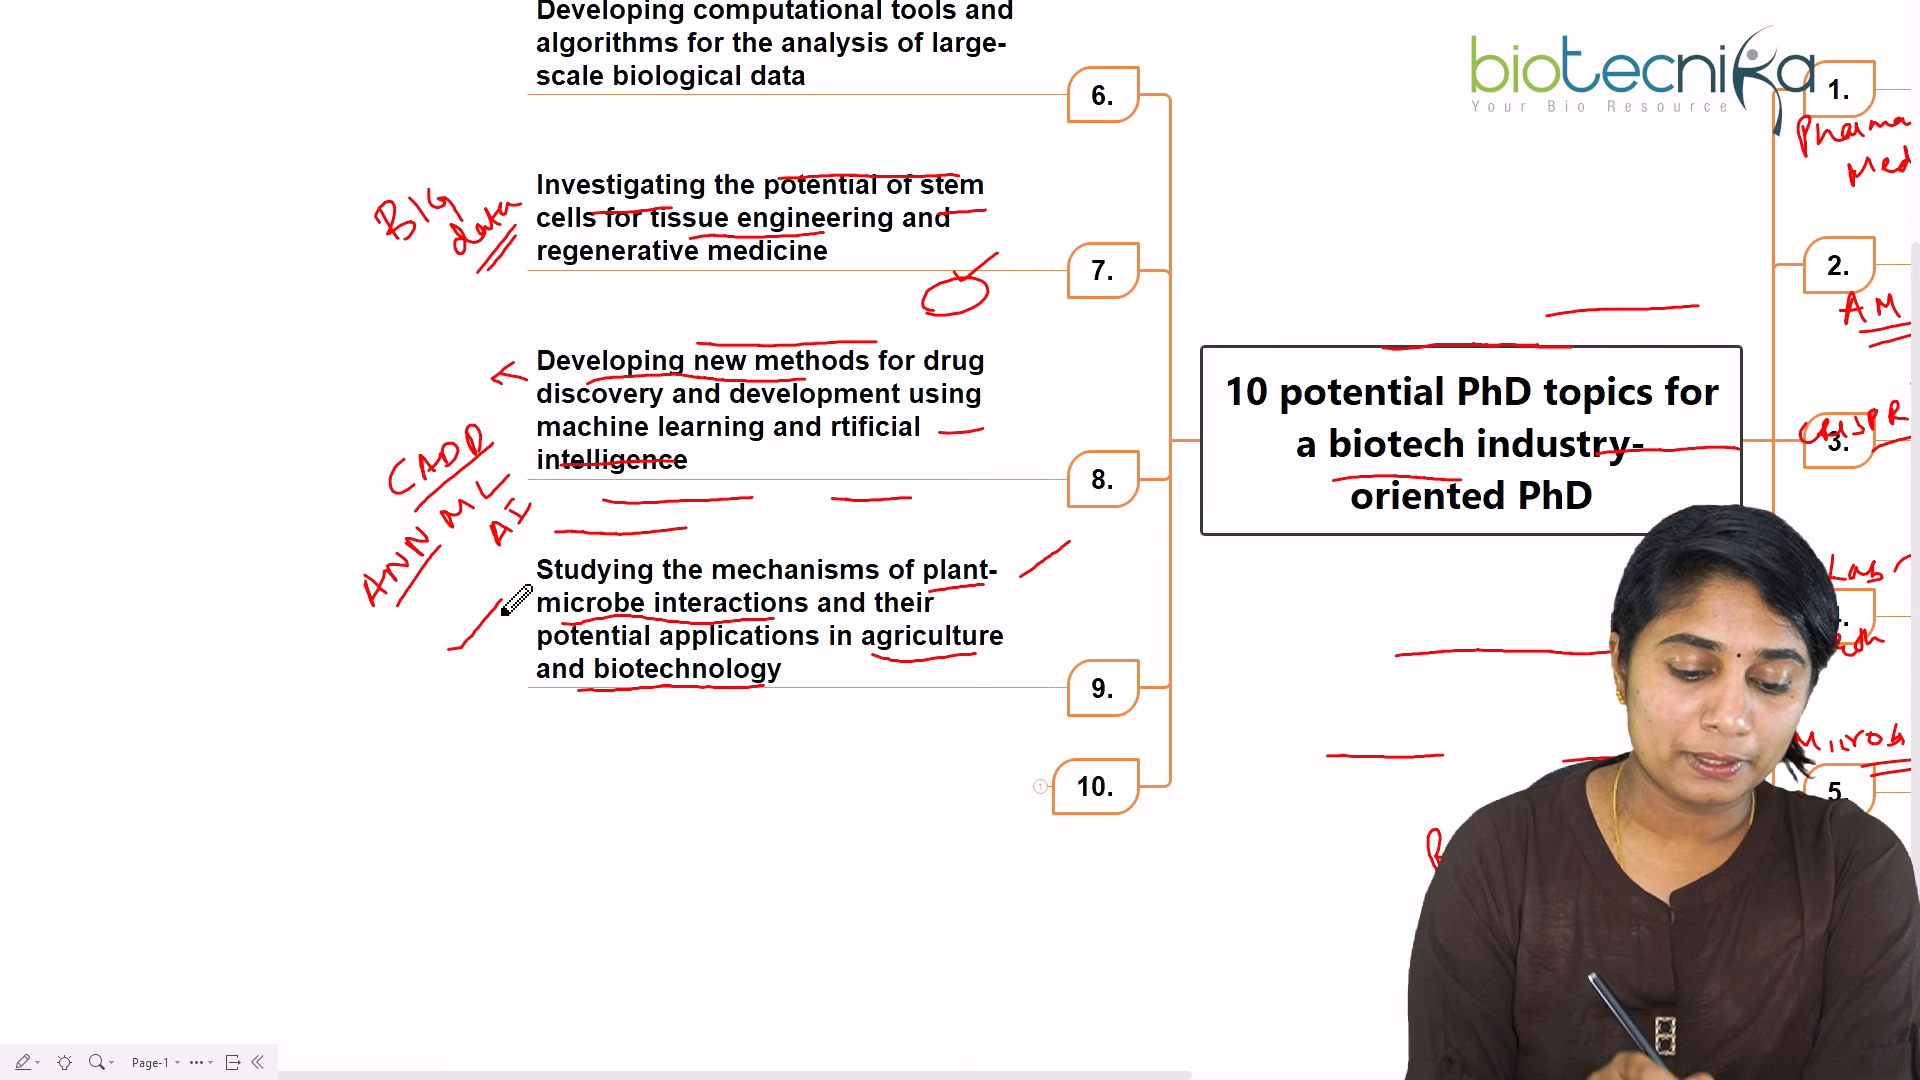 Developing computational tools and
algorithms for the analysis of large-
scale biological data
6.
Investigating the potential of stem
cells for tissue engineering and
regenerative medicine
7.
BIG
data
Developing new methods for drug
discovery and development using
machine learning and rtificial
intelligence
8.
CADD
ANN ML
AI
Studying the mechanisms of plant-
microbe interactions and their
potential applications in agriculture
and biotechnology
9.
10.
10 potential PhD topics for
a biotech industry-
oriented PhD
biotecnika
Your Bio Resource
1.
Pharma
Med
2.
AM
3.
CRISPR
Lab
5.
Page-1